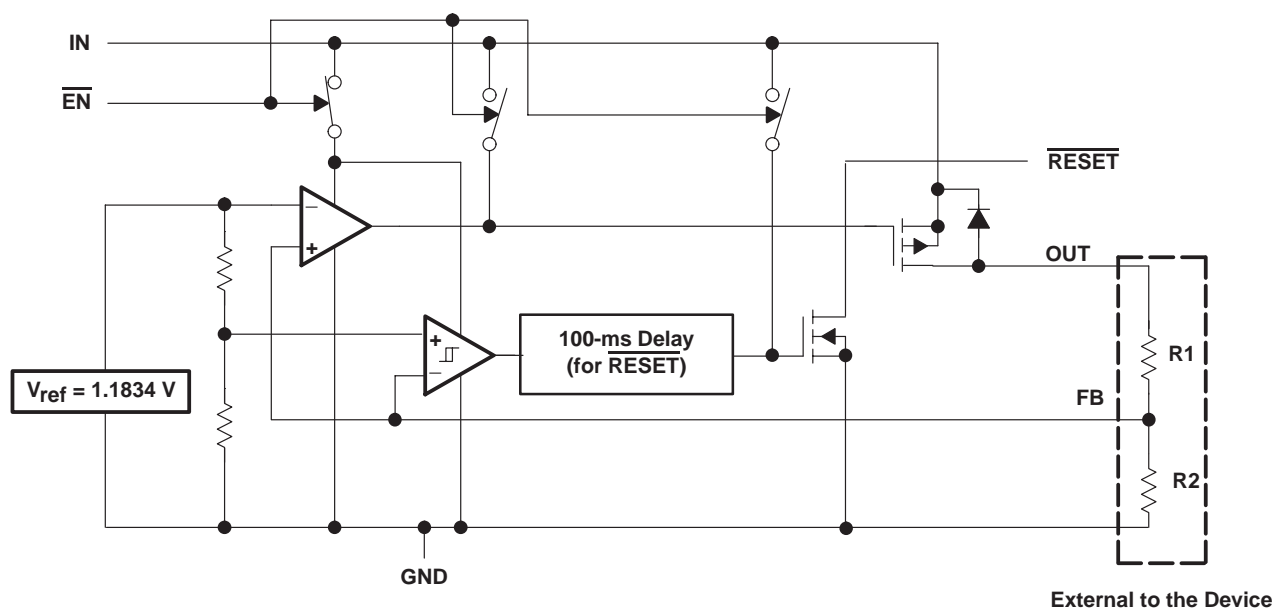 IN
EN
RESET
OUT
100-ms Delay
(for RESET)
R1
Vref = 1.1834 V
FB
R2
GND
External to the Device